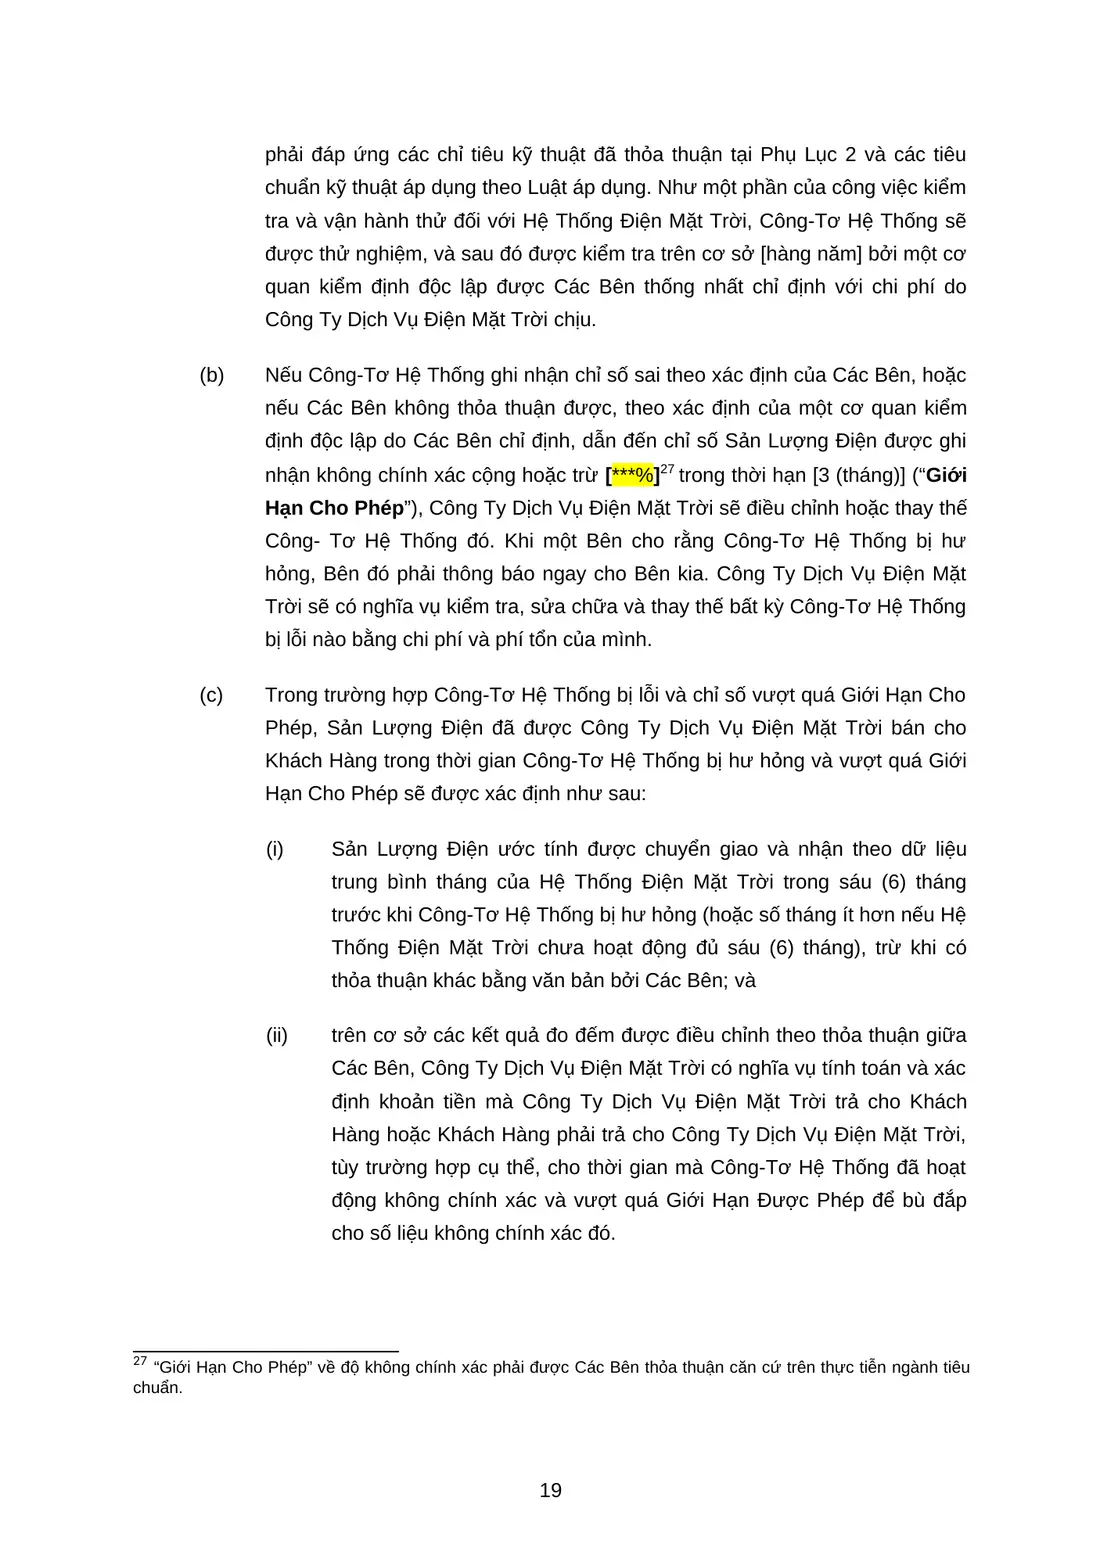 phải đáp ứng các chỉ tiêu kỹ thuật đã thỏa thuận tại Phụ Lục 2 và các tiêu
chuẩn kỹ thuật áp dụng theo Luật áp dụng. Như một phần của công việc kiểm
tra và vận hành thử đối với Hệ Thống Điện Mặt Trời, Công-Tơ Hệ Thống sẽ
được thử nghiệm, và sau đó được kiểm tra trên cơ sở [hàng năm] bởi một cơ
quan kiểm định độc lập được Các Bên thống nhất chỉ định với chi phí do
Công Ty Dịch Vụ Điện Mặt Trời chịu.
(b) Nếu Công-Tơ Hệ Thống ghi nhận chỉ số sai theo xác định của Các Bên, hoặc
nếu Các Bên không thỏa thuận được, theo xác định của một cơ quan kiểm
định độc lập do Các Bên chỉ định, dẫn đến chỉ số Sản Lượng Điện được ghi
nhận không chính xác cộng hoặc trừ [***%]27 trong thời hạn [3 (tháng)] (“Giới
Hạn Cho Phép”), Công Ty Dịch Vụ Điện Mặt Trời sẽ điều chỉnh hoặc thay thế
Công- Tơ Hệ Thống đó. Khi một Bên cho rằng Công-Tơ Hệ Thống bị hư
hỏng, Bên đó phải thông báo ngay cho Bên kia. Công Ty Dịch Vụ Điện Mặt
Trời sẽ có nghĩa vụ kiểm tra, sửa chữa và thay thế bất kỳ Công-Tơ Hệ Thống
bị lỗi nào bằng chi phí và phí tổn của mình.
(c) Trong trường hợp Công-Tơ Hệ Thống bị lỗi và chỉ số vượt quá Giới Hạn Cho
Phép, Sản Lượng Điện đã được Công Ty Dịch Vụ Điện Mặt Trời bán cho
Khách Hàng trong thời gian Công-Tơ Hệ Thống bị hư hỏng và vượt quá Giới
Hạn Cho Phép sẽ được xác định như sau:
(i) Sản Lượng Điện ước tính được chuyển giao và nhận theo dữ liệu
trung bình tháng của Hệ Thống Điện Mặt Trời trong sáu (6) tháng
trước khi Công-Tơ Hệ Thống bị hư hỏng (hoặc số tháng ít hơn nếu Hệ
Thống Điện Mặt Trời chưa hoạt động đủ sáu (6) tháng), trừ khi có
thỏa thuận khác bằng văn bản bởi Các Bên; và
(ii) trên cơ sở các kết quả đo đếm được điều chỉnh theo thỏa thuận giữa
Các Bên, Công Ty Dịch Vụ Điện Mặt Trời có nghĩa vụ tính toán và xác
định khoản tiền mà Công Ty Dịch Vụ Điện Mặt Trời trả cho Khách
Hàng hoặc Khách Hàng phải trả cho Công Ty Dịch Vụ Điện Mặt Trời,
tùy trường hợp cụ thể, cho thời gian mà Công-Tơ Hệ Thống đã hoạt
động không chính xác và vượt quá Giới Hạn Được Phép để bù đắp
cho số liệu không chính xác đó.
27 “Giới Hạn Cho Phép” về độ không chính xác phải được Các Bên thỏa thuận căn cứ trên thực tiễn ngành tiêu
chuẩn.
19